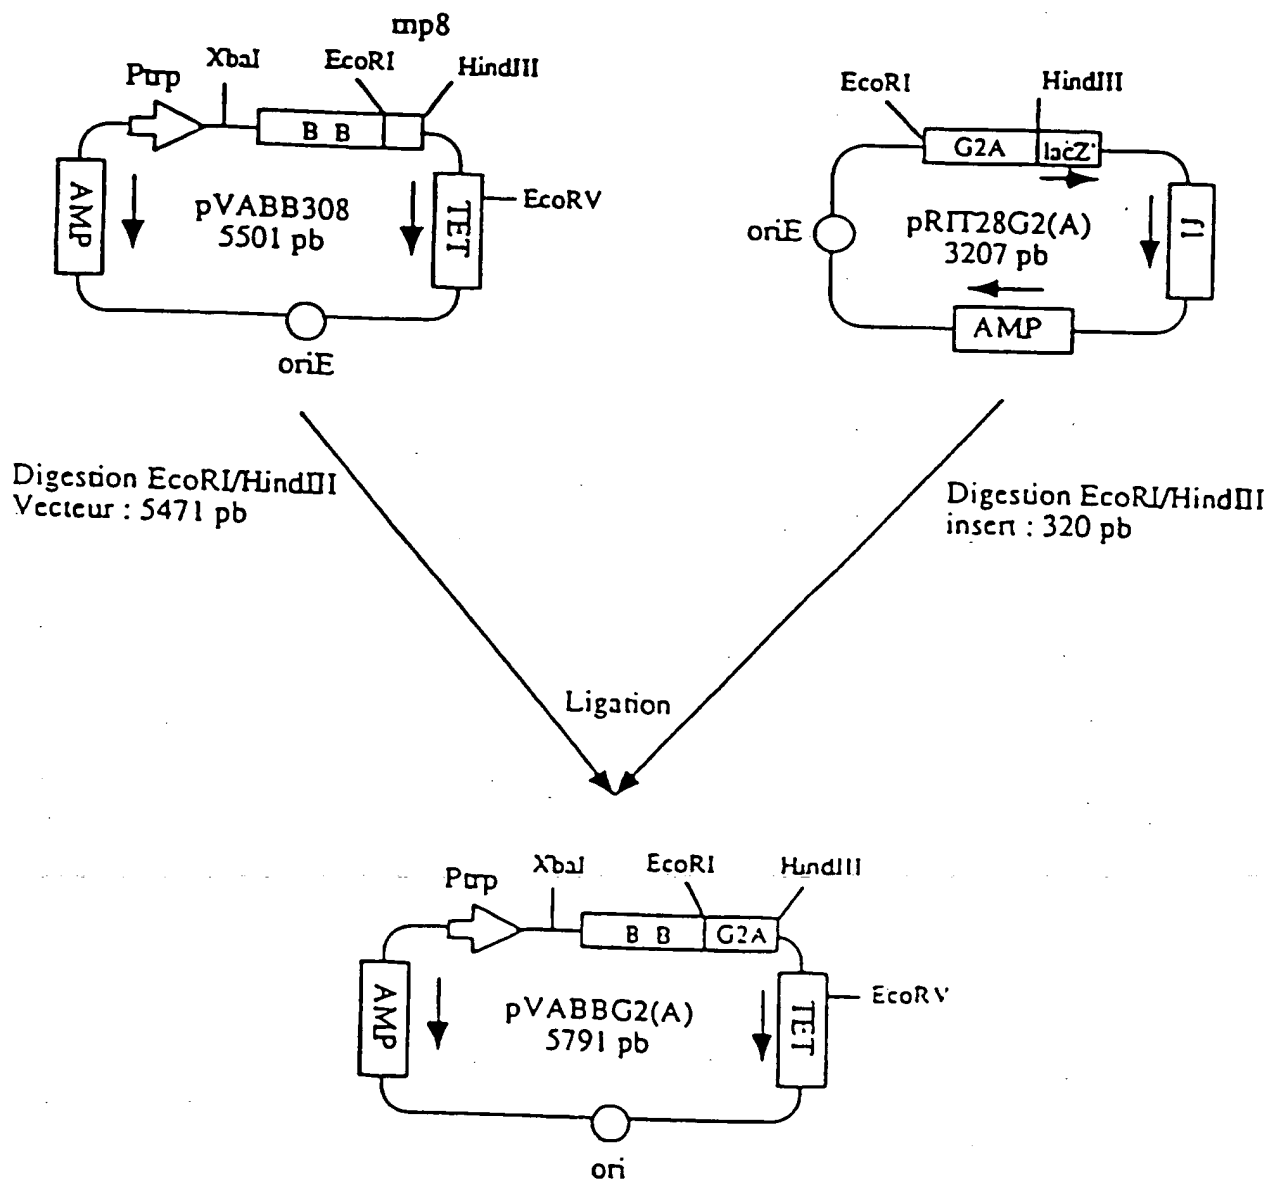 mp8
Ptrp
XbaI
EcoRI
HindIII
B B
AMP
pVABB308
5501 pb
TET
EcoRV
oriE
EcoRI
HindIII
G2A
lacZ'
oriE
pRIT28G2(A)
3207 pb
f1
AMP
Digestion EcoRI/HindIII
Vecteur : 5471 pb
Digestion EcoRI/HindIII
insert : 320 pb
Ligation
Ptrp
XbaI
EcoRI
HindIII
B B
G2A
AMP
pVABBG2(A)
5791 pb
TET
EcoRV
ori